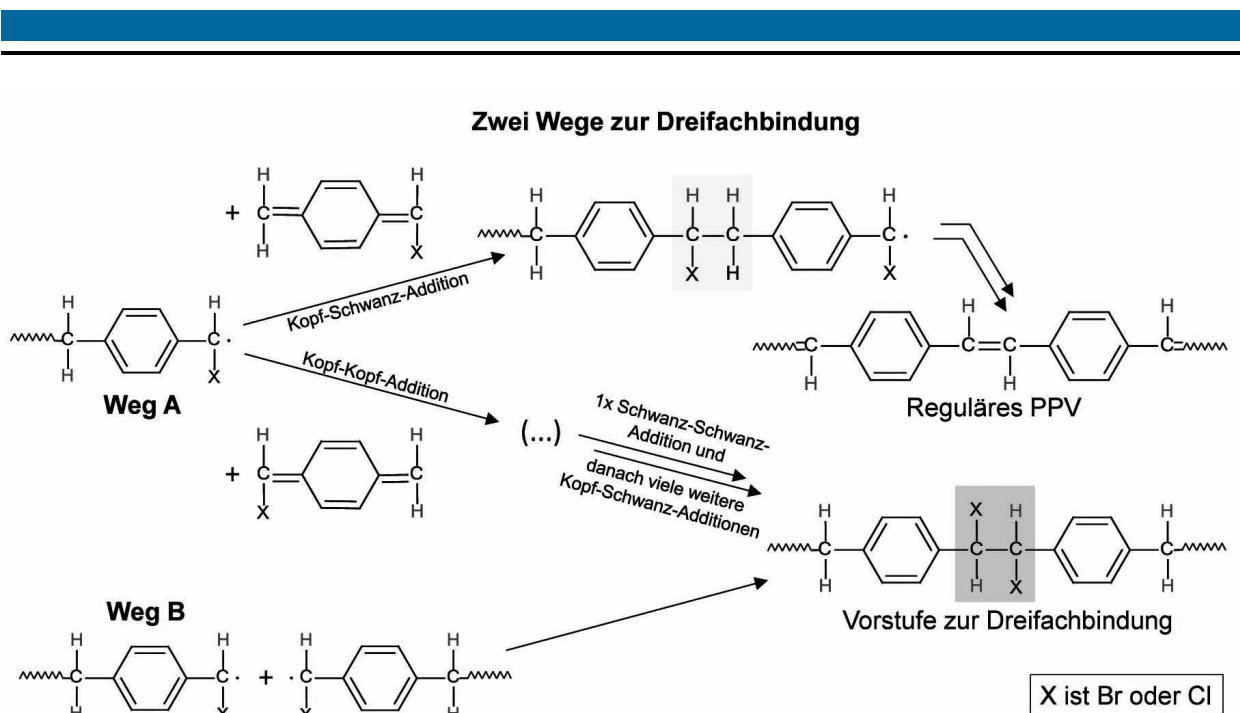 Zwei Wege zur Dreifachbindung
H
H
+ C C
H
X
H H H H
C C C C ·
H X H X
Kopf-Schwanz-Addition
H H
C C ·
H X
Weg A
Kopf-Kopf-Addition
H H
+ C C
X H
(...)
1x Schwanz-Schwanz-
Addition und
danach viele weitere
Kopf-Schwanz-Additionen
H H
C C C C
H H
Reguläres PPV
H X H H
C C C C
H H X H
Vorstufe zur Dreifachbindung
Weg B
H H H H
C C · + · C C
H X X H
X ist Br oder Cl